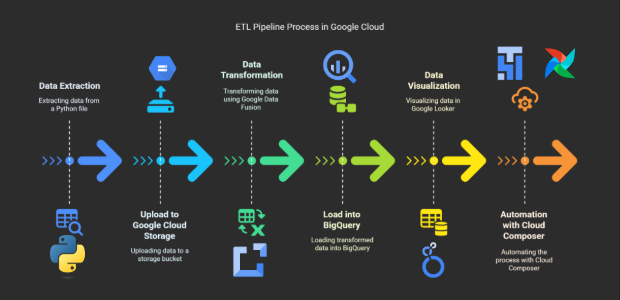 ETL Pipeline Process in Google Cloud
Data Extraction
Extracting data from
a Python file
Upload to
Google Cloud
Storage
Uploading data to a
storage bucket
Data
Transformation
Transforming data
using Google Data
Fusion
Load into
BigQuery
Loading transformed
data into BigQuery
Data
Visualization
Visualizing data in
Google Looker
Automation
with Cloud
Composer
Automating the
process with Cloud
Composer